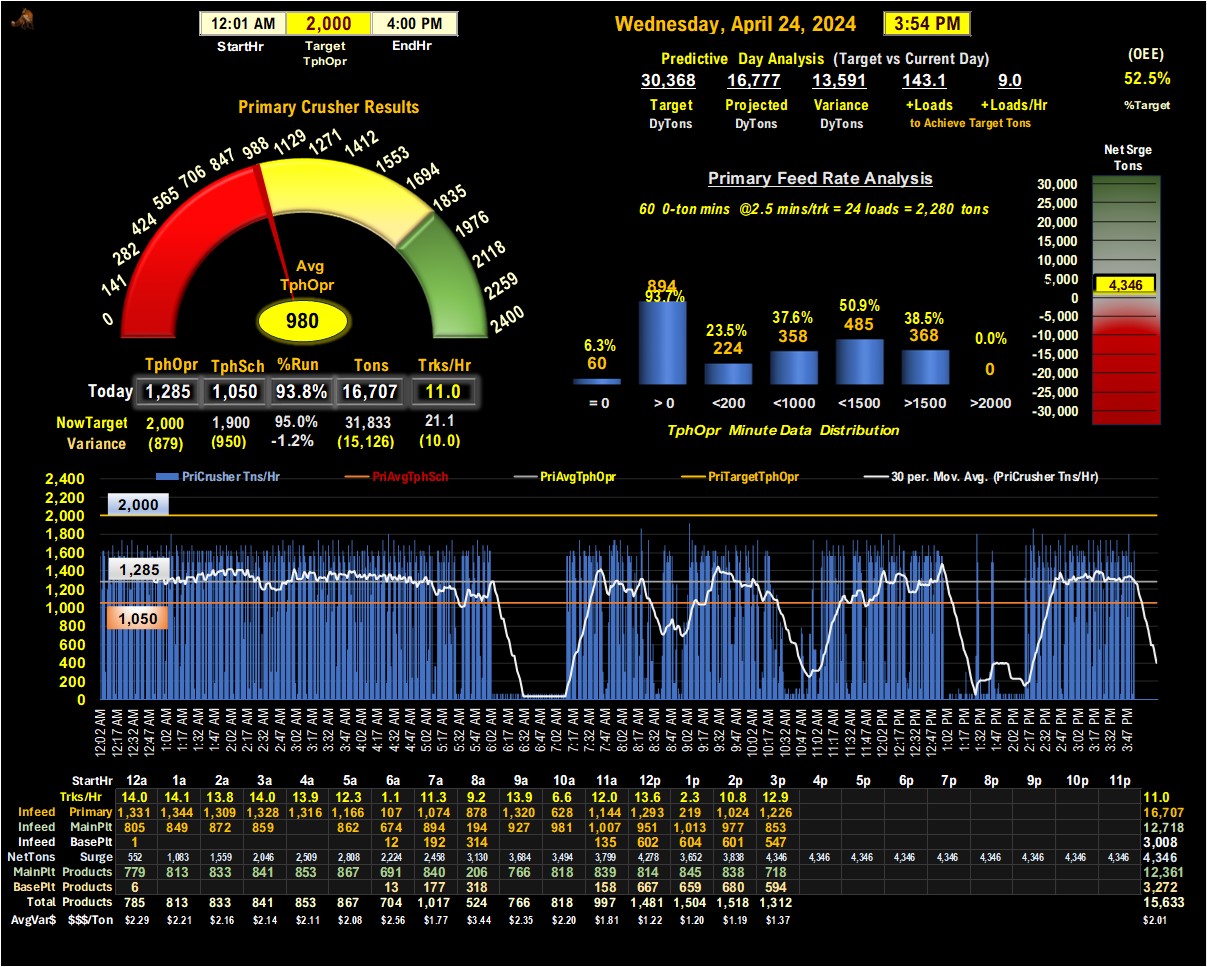 12:01 AM 2,000 4:00 PM
StartHr Target TphOpr EndHr
Wednesday, April 24, 2024 3:54 PM
Predictive Day Analysis (Target vs Current Day)
30,368 16,777 13,591 143.1 9.0
Target Projected Variance +Loads +Loads/Hr
DyTons DyTons DyTons to Achieve Target Tons
(OEE)
52.5%
%Target
Primary Crusher Results
0 141 282 424 565 706 847 988 1129 1271 1412 1553 1694 1835 1976 2118 2259 2400
Avg
TphOpr
980
TphOpr TphSch %Run Tons Trks/Hr
Today 1,285 1,050 93.8% 16,707 11.0
NowTarget 2,000 1,900 95.0% 31,833 21.1
Variance (879) (950) -1.2% (15,126) (10.0)
Primary Feed Rate Analysis
60 0-ton mins @2.5 mins/trk = 24 loads = 2,280 tons
6.3% 93.7% 23.5% 37.6% 50.9% 38.5% 0.0%
60 894 224 358 485 368 0
= 0 > 0 <200 <1000 <1500 >1500 >2000
TphOpr Minute Data Distribution
Net Srge
Tons
30,000
25,000
20,000
15,000
10,000
5,000
4,346
0
-5,000
-10,000
-15,000
-20,000
-25,000
-30,000
PriCrusher Tns/Hr PriAvgTphSch PriAvgTphOpr PriTargetTphOpr 30 per. Mov. Avg. (PriCrusher Tns/Hr)
2,400
2,200
2,000
1,800
1,600
1,400
1,200
1,000
800
600
400
200
0
2,000
1,285
1,050
12:02 AM 12:17 AM 12:32 AM 12:47 AM 1:02 AM 1:17 AM 1:32 AM 1:47 AM 2:02 AM 2:17 AM 2:32 AM 2:47 AM 3:02 AM 3:17 AM 3:32 AM 3:47 AM 4:02 AM 4:17 AM 4:32 AM 4:47 AM 5:02 AM 5:17 AM 5:32 AM 5:47 AM 6:02 AM 6:17 AM 6:32 AM 6:47 AM 7:02 AM 7:17 AM 7:32 AM 7:47 AM 8:02 AM 8:17 AM 8:32 AM 8:47 AM 9:02 AM 9:17 AM 9:32 AM 9:47 AM 10:02 AM 10:17 AM 10:32 AM 10:47 AM 11:02 AM 11:17 AM 11:32 AM 11:47 AM 12:02 PM 12:17 PM 12:32 PM 12:47 PM 1:02 PM 1:17 PM 1:32 PM 1:47 PM 2:02 PM 2:17 PM 2:32 PM 2:47 PM 3:02 PM 3:17 PM 3:32 PM 3:47 PM
StartHr 12a 1a 2a 3a 4a 5a 6a 7a 8a 9a 10a 11a 12p 1p 2p 3p 4p 5p 6p 7p 8p 9p 10p 11p
Trks/Hr 14.0 14.1 13.8 14.0 13.9 12.3 1.1 11.3 9.2 13.9 6.6 12.0 13.6 2.3 10.8 12.9 11.0
Infeed Primary 1,331 1,344 1,309 1,328 1,316 1,166 107 1,074 878 1,320 628 1,144 1,293 219 1,024 1,226 16,707
Infeed MainPlt 805 849 872 859 862 674 894 194 927 981 1,007 951 1,013 977 853 12,718
Infeed BasePlt 1 12 192 314 135 602 604 601 547 3,008
NetTons Surge 552 1,083 1,559 2,046 2,509 2,808 2,224 2,458 3,130 3,684 3,494 3,799 4,278 3,652 3,838 4,346 4,346 4,346 4,346 4,346 4,346 4,346 4,346 4,346 4,346
MainPlt Products 779 813 833 841 853 867 691 840 206 766 818 839 814 845 838 718 12,361
BasePlt Products 6 13 177 318 158 667 659 680 594 3,272
Total Products 785 813 833 841 853 867 704 1,017 524 766 818 997 1,481 1,504 1,518 1,312 15,633
AvgVar$ $$$/Ton $2.29 $2.21 $2.16 $2.14 $2.11 $2.08 $2.56 $1.77 $3.44 $2.35 $2.20 $1.81 $1.22 $1.20 $1.19 $1.37 $2.01